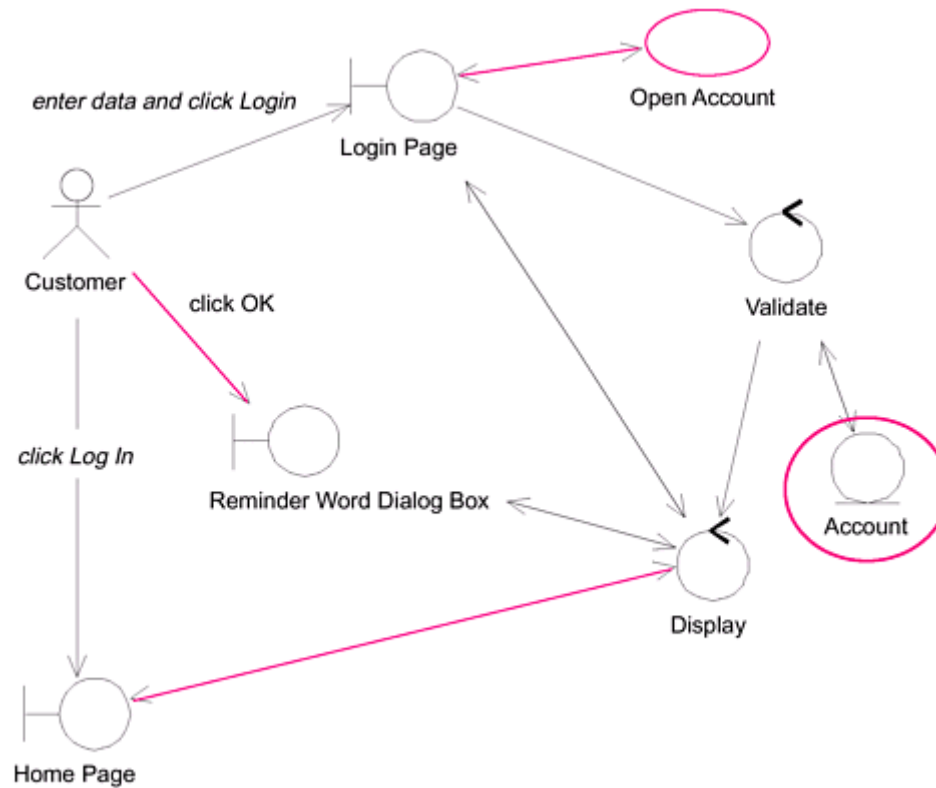 enter data and click Login
Open Account
Login Page
Customer
click OK
Validate
click Log In
Reminder Word Dialog Box
Account
Display
Home Page